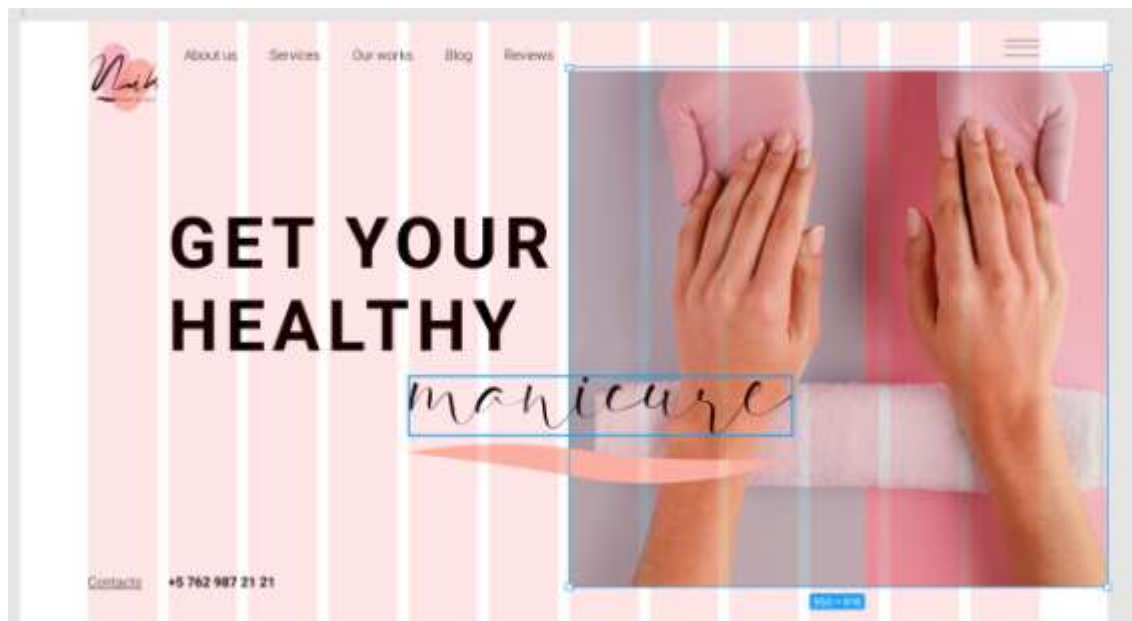 About us Services Our works Blog Reviews
GET YOUR
HEALTHY
manicure
Contacts +5 762 987 21 21